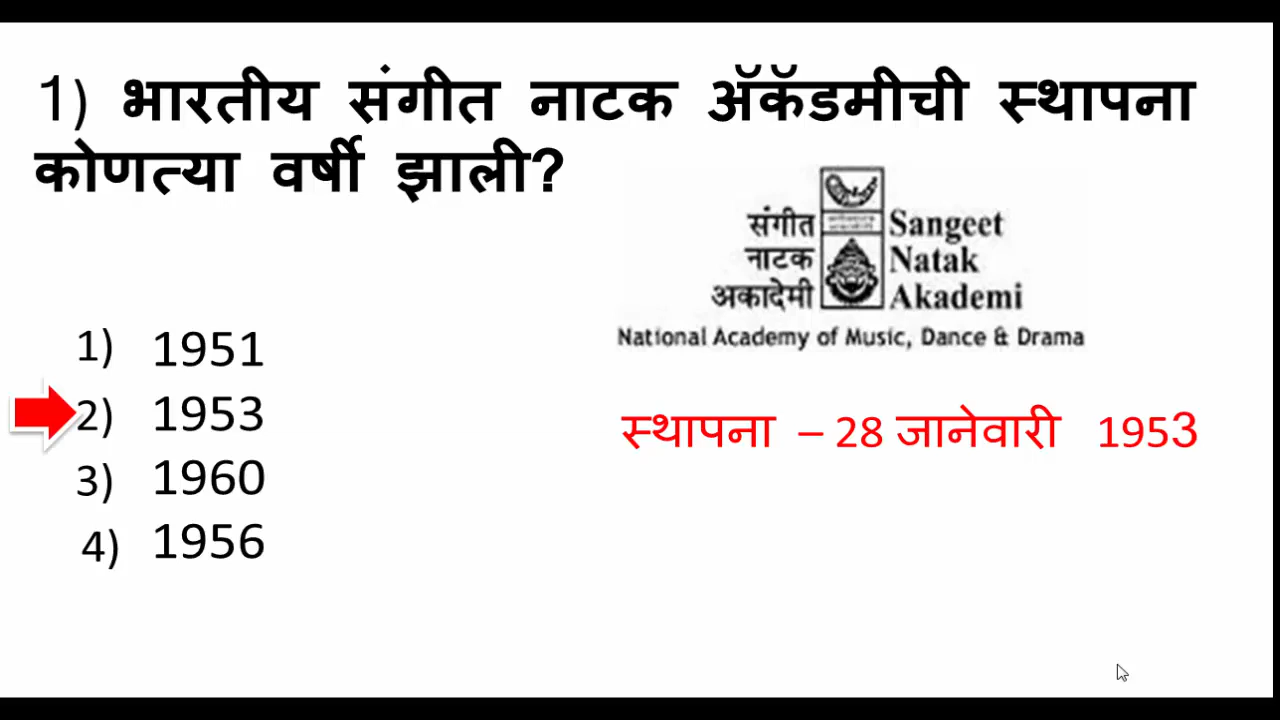 1) भारतीय संगीत नाटक ॲकॅडमीची स्थापना
कोणत्या वर्षी झाली?
संगीत
नाटक
अकादेमी
Sangeet
Natak
Akademi
National Academy of Music, Dance & Drama
1) 1951
2) 1953
3) 1960
4) 1956
स्थापना – 28 जानेवारी 1953